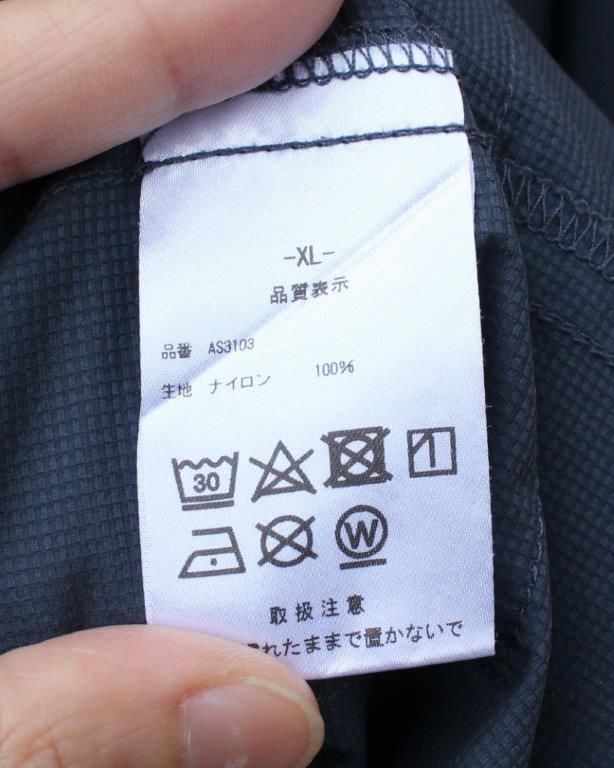 -XL-
品質表示
品番 AS3103
生地 ナイロン 100%
30
W
取扱注意
れたままで置かないで